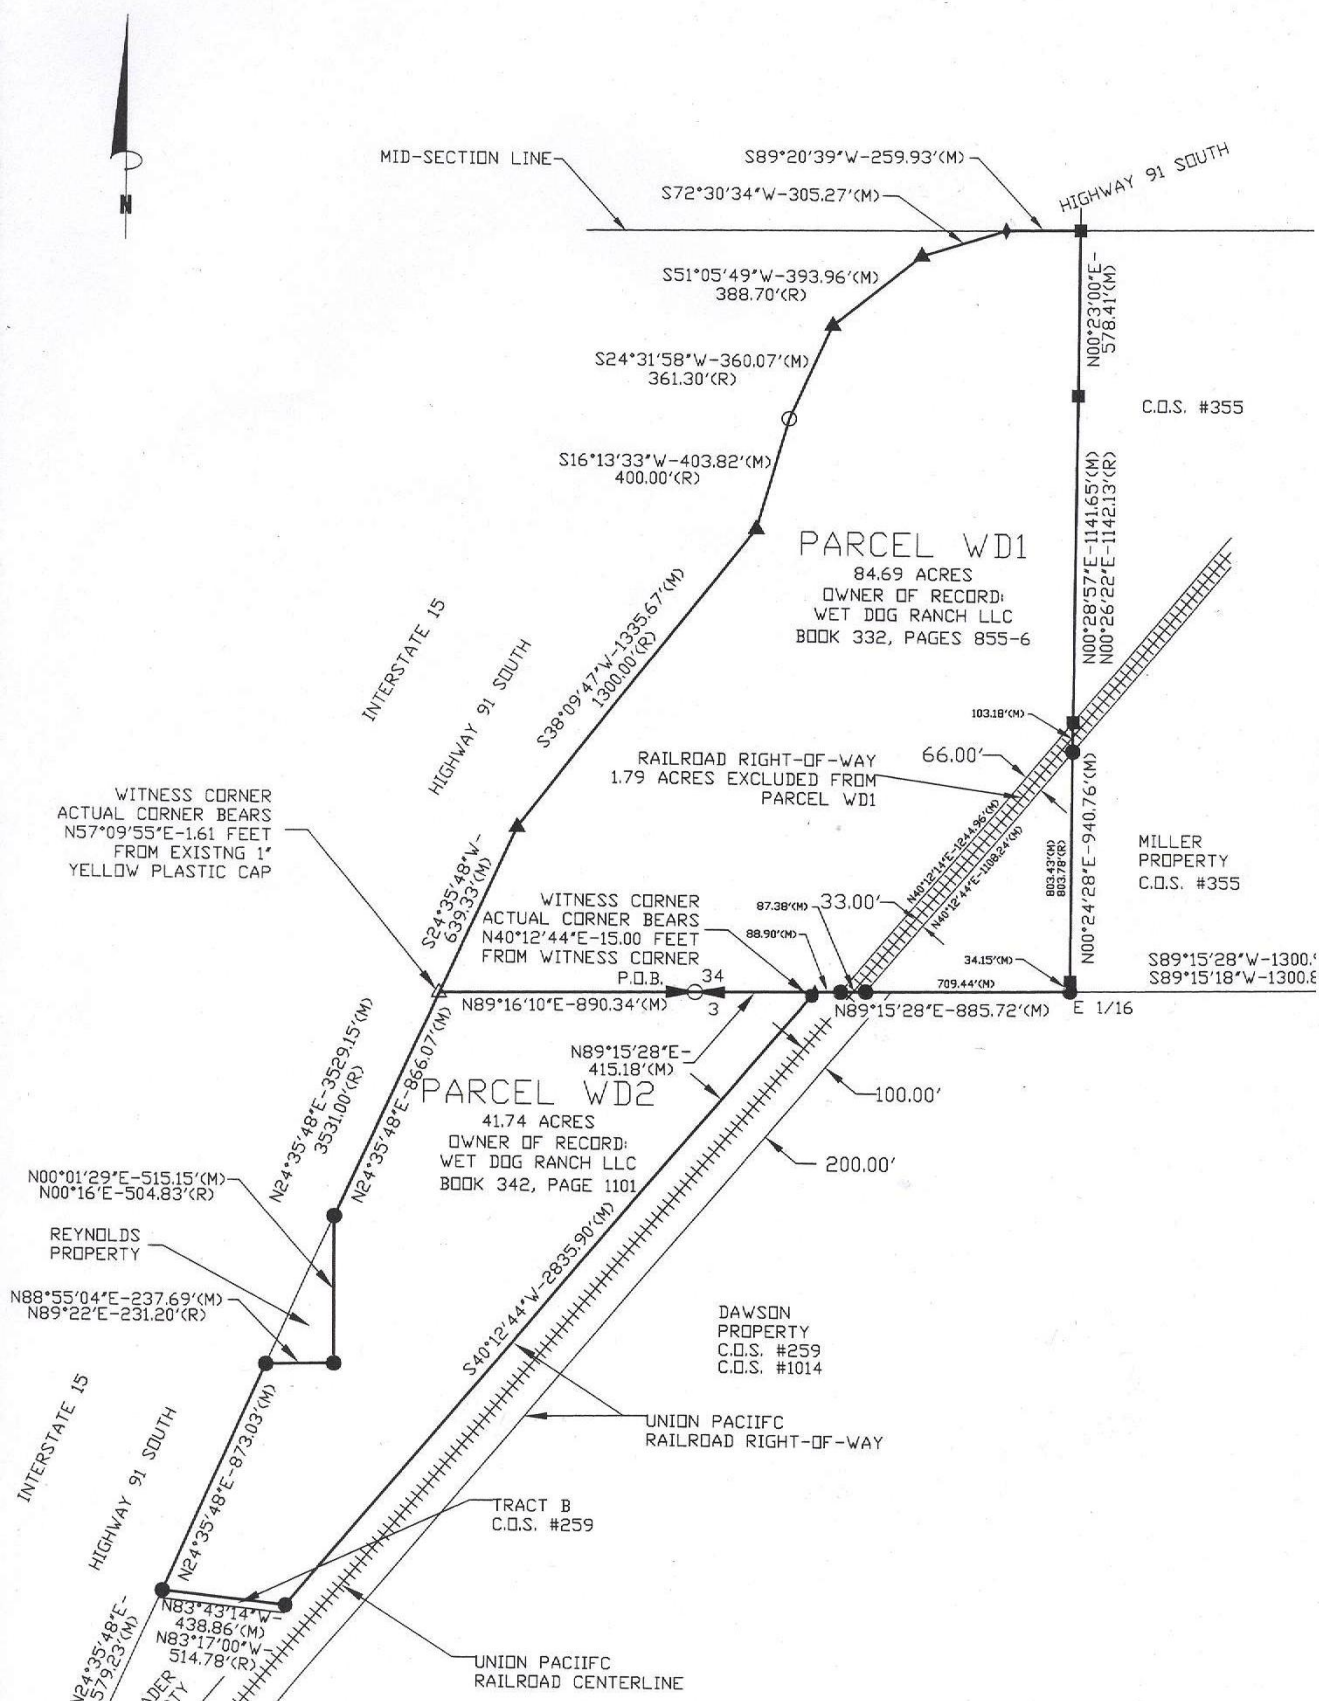 N
MID-SECTION LINE
S89°20'39"W-259.93'(M)
HIGHWAY 91 SOUTH
S72°30'34"W-305.27'(M)
S51°05'49"W-393.96'(M)
388.70'(R)
N00°23'00"E-
578.41'(M)
S24°31'58"W-360.07'(M)
361.30'(R)
C.O.S. #355
S16°13'33"W-403.82'(M)
400.00'(R)
N00°28'57"E-1141.65'(M)
N00°26'22"E-1142.13'(R)
PARCEL WD1
84.69 ACRES
OWNER OF RECORD:
WET DOG RANCH LLC
BOOK 332, PAGES 855-6
INTERSTATE 15
HIGHWAY 91 SOUTH
S38°09'47"W-1335.67'(M)
1300.00'(R)
103.18'(M)
RAILROAD RIGHT-OF-WAY
1.79 ACRES EXCLUDED FROM
PARCEL WD1
66.00'
WITNESS CORNER
ACTUAL CORNER BEARS
N57°09'55"E-1.61 FEET
FROM EXISTNG 1"
YELLOW PLASTIC CAP
N40°12'14"E-1244.96'(M)
N40°12'44"E-1108.24'(M)
803.43'(M)
803.78'(R)
N00°24'28"E-940.76'(M)
MILLER
PROPERTY
C.O.S. #355
S24°35'48"W-
639.33'(M)
WITNESS CORNER
ACTUAL CORNER BEARS
N40°12'44"E-15.00 FEET
FROM WITNESS CORNER
P.O.B.
87.38'(M)
33.00'
88.90'(M)
34
3
34.15'(M)
709.44'(M)
S89°15'28"W-1300.
S89°15'18"W-1300.8
N89°16'10"E-890.34'(M)
N89°15'28"E-885.72'(M)
E 1/16
N89°15'28"E-
415.18'(M)
100.00'
200.00'
N24°35'48"E-3529.15'(M)
3531.00'(R)
N24°35'48"E-866.07'(M)
PARCEL WD2
41.74 ACRES
OWNER OF RECORD:
WET DOG RANCH LLC
BOOK 342, PAGE 1101
N00°01'29"E-515.15'(M)
N00°16'E-504.83'(R)
REYNOLDS
PROPERTY
N88°55'04"E-237.69'(M)
N89°22'E-231.20'(R)
S40°12'44"W-2835.90'(M)
DAWSON
PROPERTY
C.O.S. #259
C.O.S. #1014
INTERSTATE 15
HIGHWAY 91 SOUTH
N24°35'48"E-873.03'(M)
UNION PACIIFC
RAILROAD RIGHT-OF-WAY
TRACT B
C.O.S. #259
N83°43'14"W-
438.86'(M)
N83°17'00"W-
514.78'(R)
N24°35'48"E-
579.23'(M)
UNION PACIIFC
RAILROAD CENTERLINE